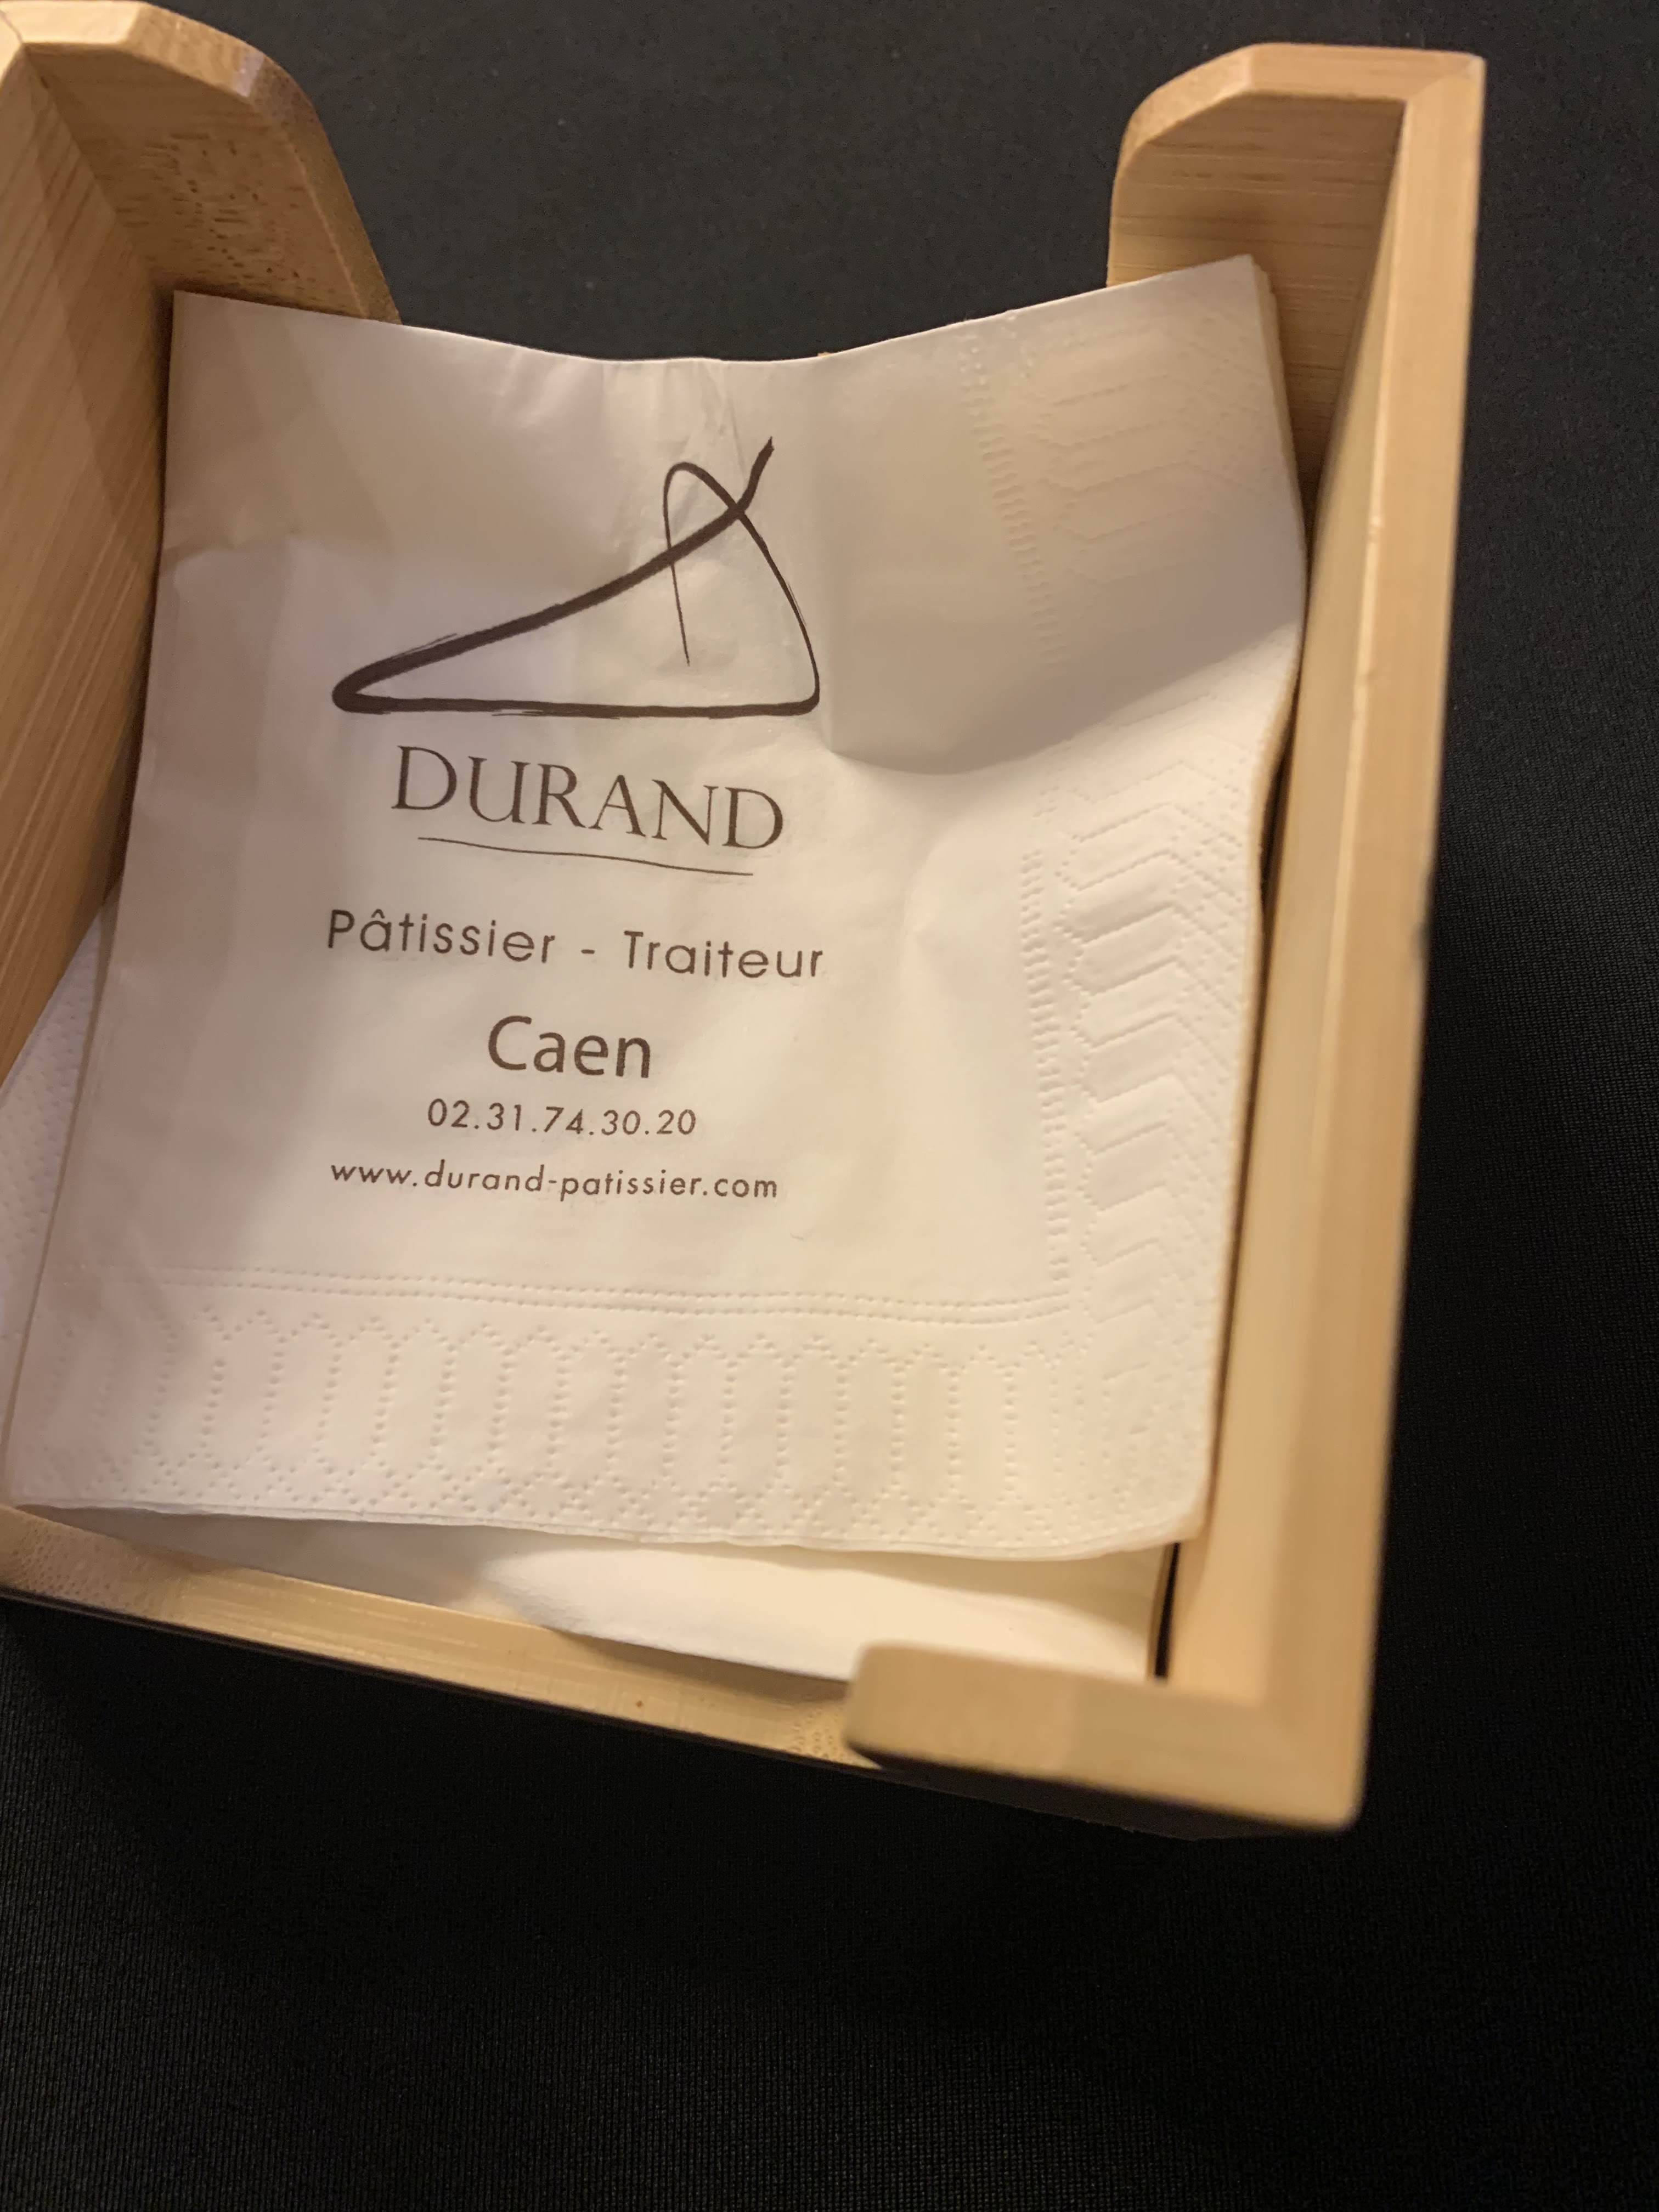 DURAND
Pâtissier - Traiteur
Caen
02.31.74.30.20
www.durand-patissier.com